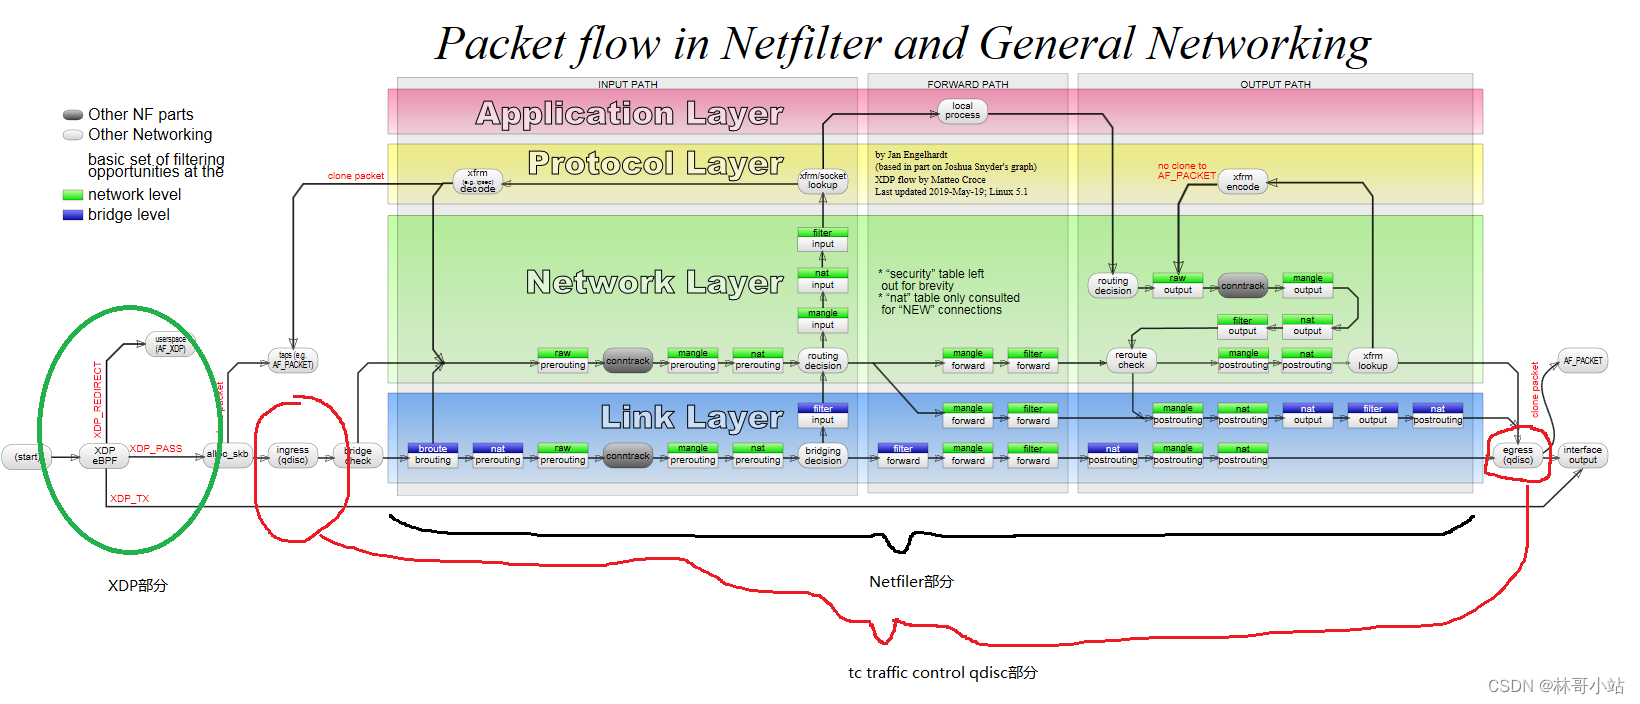 Packet flow in Netfilter and General Networking
INPUT PATH
FORWARD PATH
OUTPUT PATH
Other NF parts
Other Networking
basic set of filtering
opportunities at the
network level
bridge level
Application Layer
local
process
Protocol Layer
xfrm
(e.g. ipsec)
decode
xfrm/socket
lookup
by Jan Engelhardt
(based in part on Joshua Snyder's graph)
XDP flow by Matteo Croce
Last updated 2019-May-19; Linux 5.1
no clone to
AF_PACKET
xfrm
encode
clone packet
Network Layer
filter
input
nat
input
mangle
input
* “security” table left
out for brevity
* “nat” table only consulted
for “NEW” connections
routing
decision
raw
output
conntrack
mangle
output
filter
output
nat
output
userspace
(AF_XDP)
taps (e.g.
AF_PACKET)
raw
prerouting
conntrack
mangle
prerouting
nat
prerouting
routing
decision
mangle
forward
filter
forward
reroute
check
mangle
postrouting
nat
postrouting
xfrm
lookup
AF_PACKET
XDP_REDIRECT
packet
clone packet
Link Layer
filter
input
mangle
forward
filter
forward
mangle
postrouting
nat
postrouting
nat
output
filter
output
nat
postrouting
(start)
XDP
eBPF
XDP_PASS
alloc_skb
ingress
(qdisc)
bridge
check
broute
brouting
nat
prerouting
raw
prerouting
conntrack
mangle
prerouting
nat
prerouting
bridging
decision
filter
forward
mangle
forward
filter
forward
nat
postrouting
mangle
postrouting
nat
postrouting
egress
(qdisc)
interface
output
XDP_TX
XDP部分
Netfiler部分
tc traffic control qdisc部分
CSDN @林哥小站